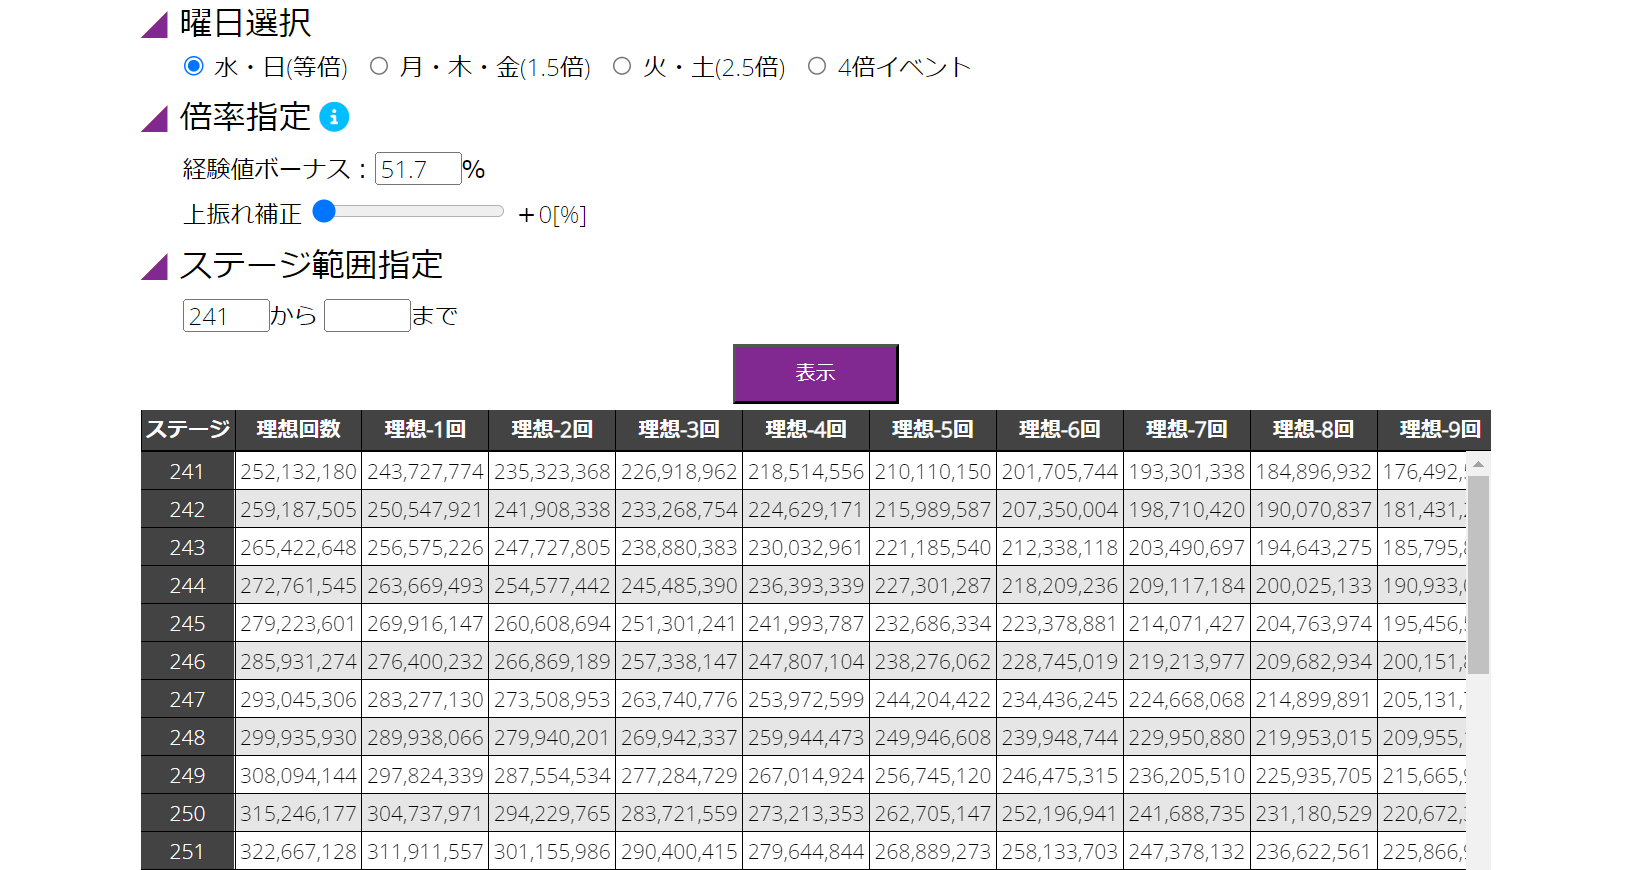 曜日選択
水・日(等倍) 月・木・金(1.5倍) 火・土(2.5倍) 4倍イベント
倍率指定
経験値ボーナス：51.7%
上振れ補正 ＋0[%]
ステージ範囲指定
241から まで
表示
ステージ 理想回数 理想-1回 理想-2回 理想-3回 理想-4回 理想-5回 理想-6回 理想-7回 理想-8回 理想-9回
241 252,132,180 243,727,774 235,323,368 226,918,962 218,514,556 210,110,150 201,705,744 193,301,338 184,896,932 176,492,
242 259,187,505 250,547,921 241,908,338 233,268,754 224,629,171 215,989,587 207,350,004 198,710,420 190,070,837 181,431,
243 265,422,648 256,575,226 247,727,805 238,880,383 230,032,961 221,185,540 212,338,118 203,490,697 194,643,275 185,795,
244 272,761,545 263,669,493 254,577,442 245,485,390 236,393,339 227,301,287 218,209,236 209,117,184 200,025,133 190,933,
245 279,223,601 269,916,147 260,608,694 251,301,241 241,993,787 232,686,334 223,378,881 214,071,427 204,763,974 195,456,
246 285,931,274 276,400,232 266,869,189 257,338,147 247,807,104 238,276,062 228,745,019 219,213,977 209,682,934 200,151,
247 293,045,306 283,277,130 273,508,953 263,740,776 253,972,599 244,204,422 234,436,245 224,668,068 214,899,891 205,131,
248 299,935,930 289,938,066 279,940,201 269,942,337 259,944,473 249,946,608 239,948,744 229,950,880 219,953,015 209,955,
249 308,094,144 297,824,339 287,554,534 277,284,729 267,014,924 256,745,120 246,475,315 236,205,510 225,935,705 215,665,
250 315,246,177 304,737,971 294,229,765 283,721,559 273,213,353 262,705,147 252,196,941 241,688,735 231,180,529 220,672,
251 322,667,128 311,911,557 301,155,986 290,400,415 279,644,844 268,889,273 258,133,703 247,378,132 236,622,561 225,866,